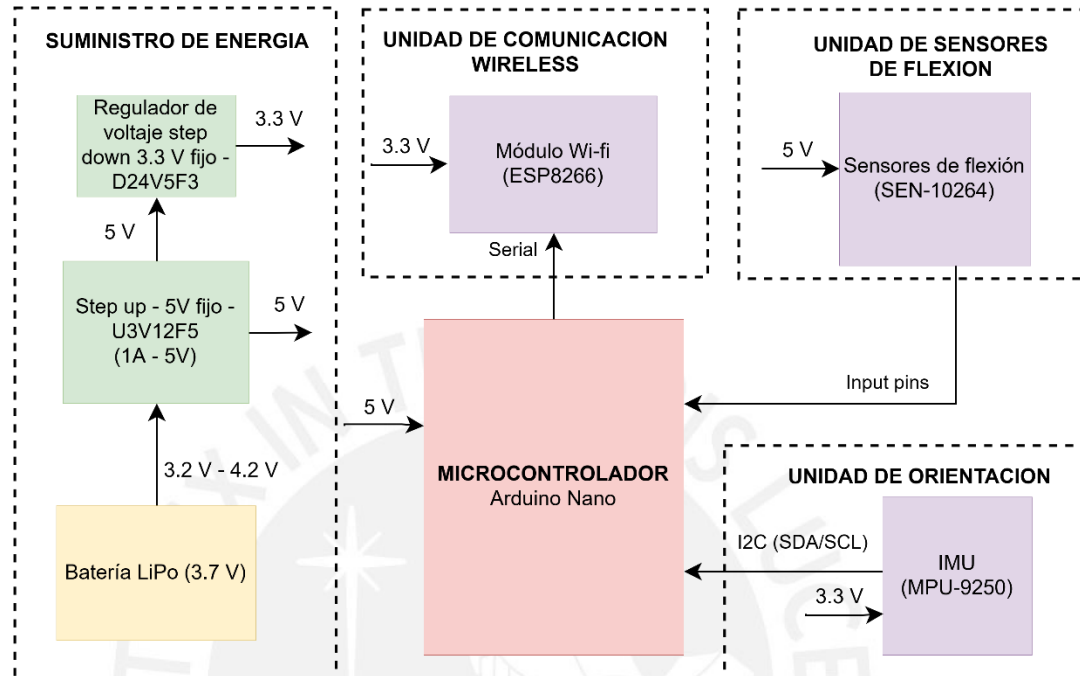 SUMINISTRO DE ENERGIA
Regulador de
voltaje step
down 3.3 V fijo -
D24V5F3
3.3 V
5 V
Step up - 5V fijo -
U3V12F5
(1A - 5V)
5 V
3.2 V - 4.2 V
Batería LiPo (3.7 V)
UNIDAD DE COMUNICACION
WIRELESS
3.3 V
Módulo Wi-fi
(ESP8266)
Serial
5 V
MICROCONTROLADOR
Arduino Nano
UNIDAD DE SENSORES
DE FLEXION
5 V
Sensores de flexión
(SEN-10264)
Input pins
UNIDAD DE ORIENTACION
I2C (SDA/SCL)
IMU
(MPU-9250)
3.3 V